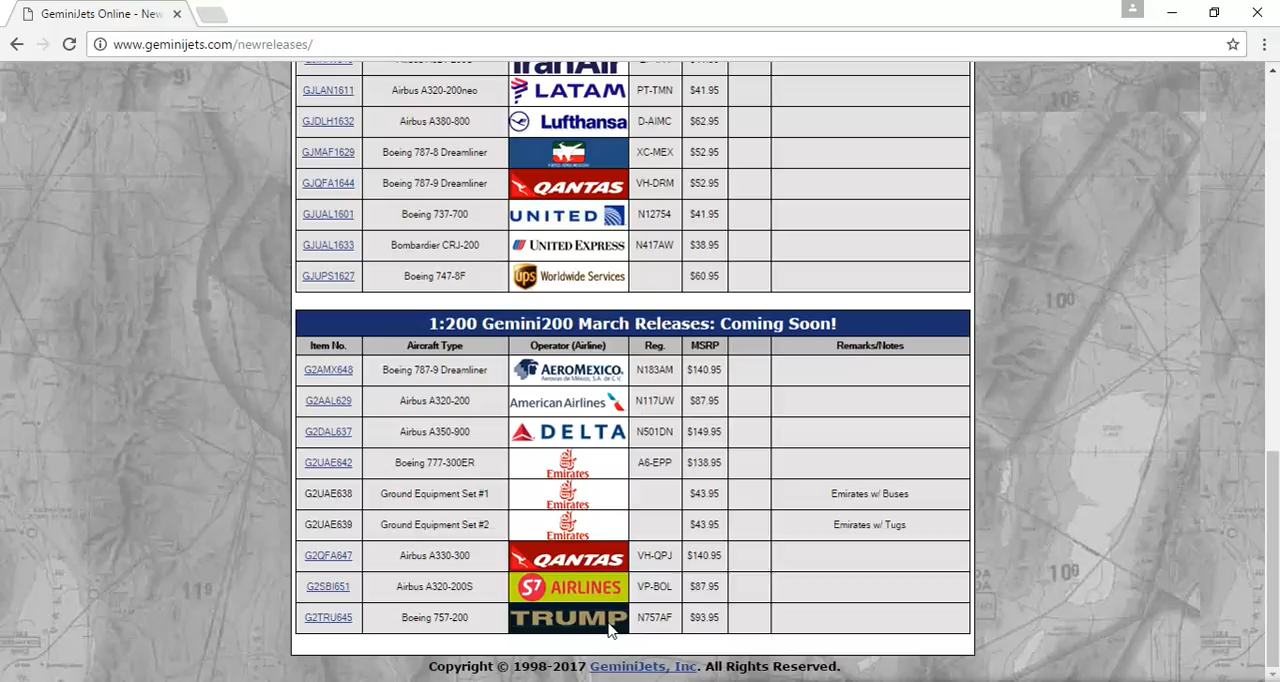 GeminiJets Online - New
www.geminijets.com/newreleases/
IranAir
GJLAN1611 Airbus A320-200neo LATAM PT-TMN $41.95
GJDLH1632 Airbus A380-800 Lufthansa D-AIMC $62.95
GJMAF1629 Boeing 787-8 Dreamliner XC-MEX $52.95
GJQFA1644 Boeing 787-9 Dreamliner QANTAS VH-DRM $52.95
GJUAL1601 Boeing 737-700 UNITED N12754 $41.95
GJUAL1633 Bombardier CRJ-200 UNITED EXPRESS N417AW $38.95
GJUPS1627 Boeing 747-8F ups Worldwide Services $60.95
1:200 Gemini200 March Releases: Coming Soon!
Item No. Aircraft Type Operator (Airline) Reg. MSRP Remarks/Notes
G2AMX648 Boeing 787-9 Dreamliner AEROMEXICO. Aerovias de México, S.A. de C.V. N183AM $140.95
G2AAL629 Airbus A320-200 American Airlines N117UW $87.95
G2DAL637 Airbus A350-900 DELTA N501DN $149.95
G2UAE642 Boeing 777-300ER Emirates A6-EPP $138.95
G2UAE638 Ground Equipment Set #1 Emirates $43.95 Emirates w/ Buses
G2UAE639 Ground Equipment Set #2 Emirates $43.95 Emirates w/ Tugs
G2QFA647 Airbus A330-300 QANTAS VH-QPJ $140.95
G2SBI651 Airbus A320-200S S7 AIRLINES VP-BOL $87.95
G2TRU645 Boeing 757-200 TRUMP N757AF $93.95
Copyright © 1998-2017 GeminiJets, Inc. All Rights Reserved.